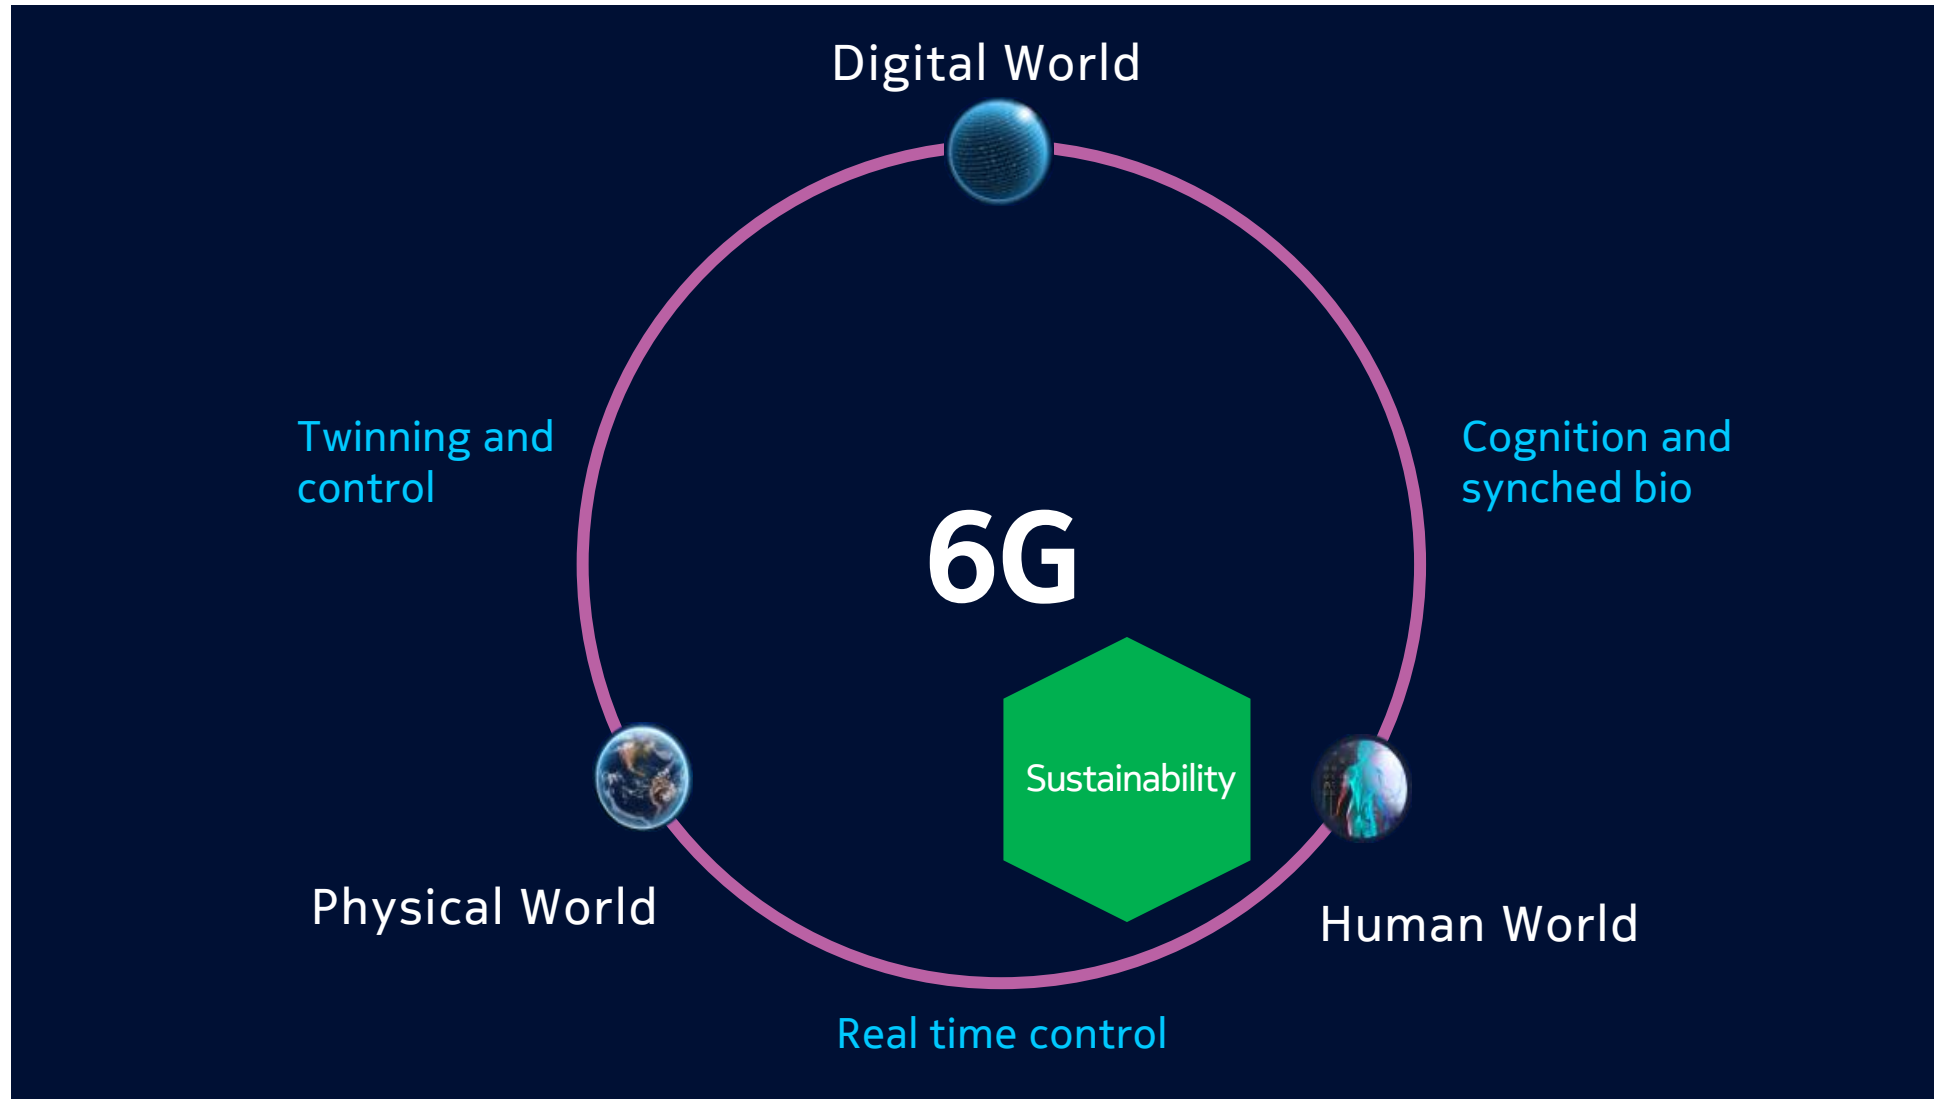 Digital World
Twinning and
control
Cognition and
synched bio
6G
Sustainability
Physical World
Human World
Real time control